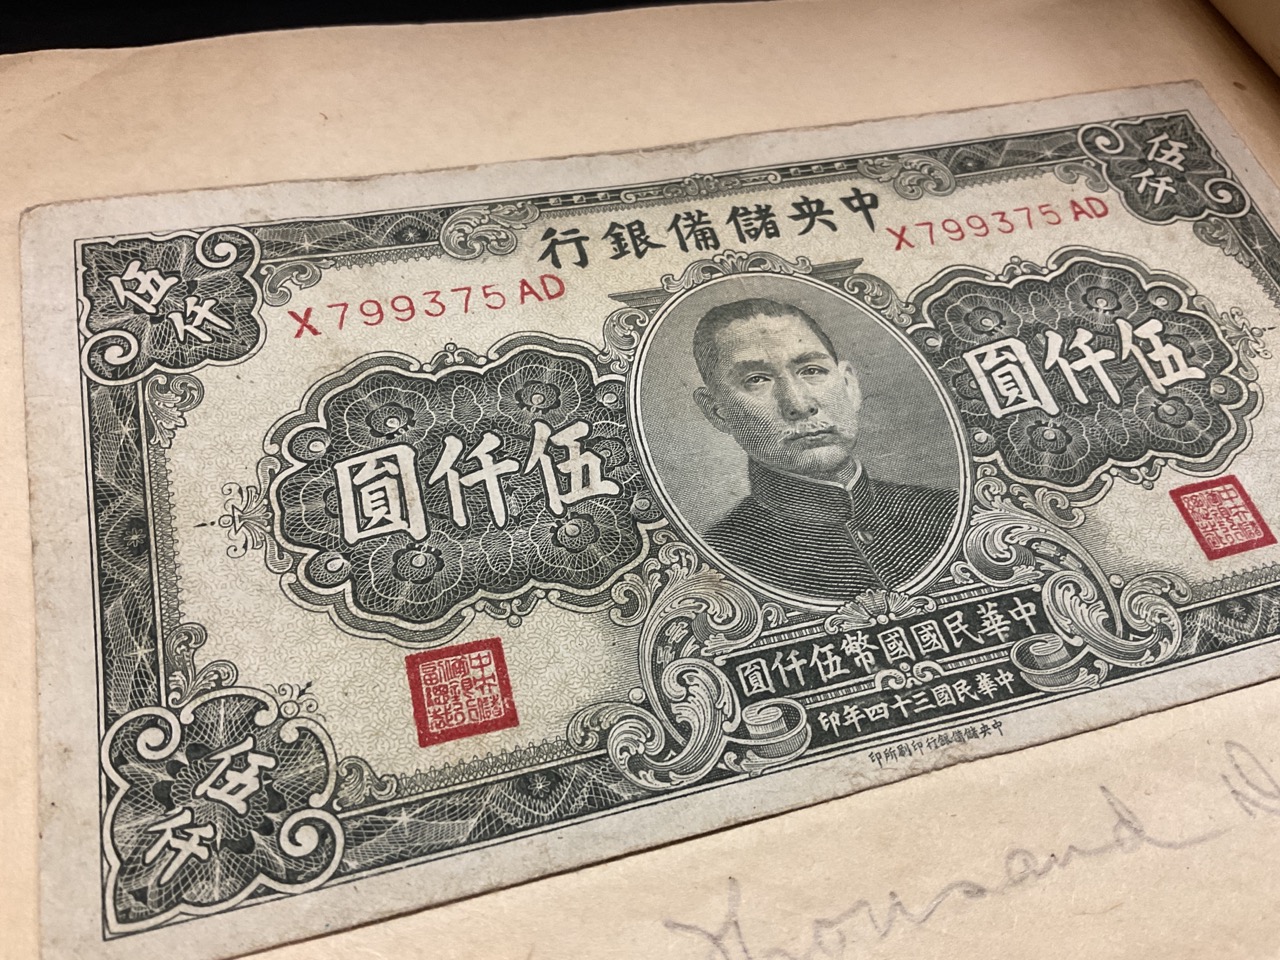 伍仟
伍仟
中央儲備銀行
X799375AD
X799375AD
伍仟圓
伍仟圓
中華民國國幣伍仟圓
中華民國三十四年印
伍仟
中央儲備銀行印刷所印
Thousand